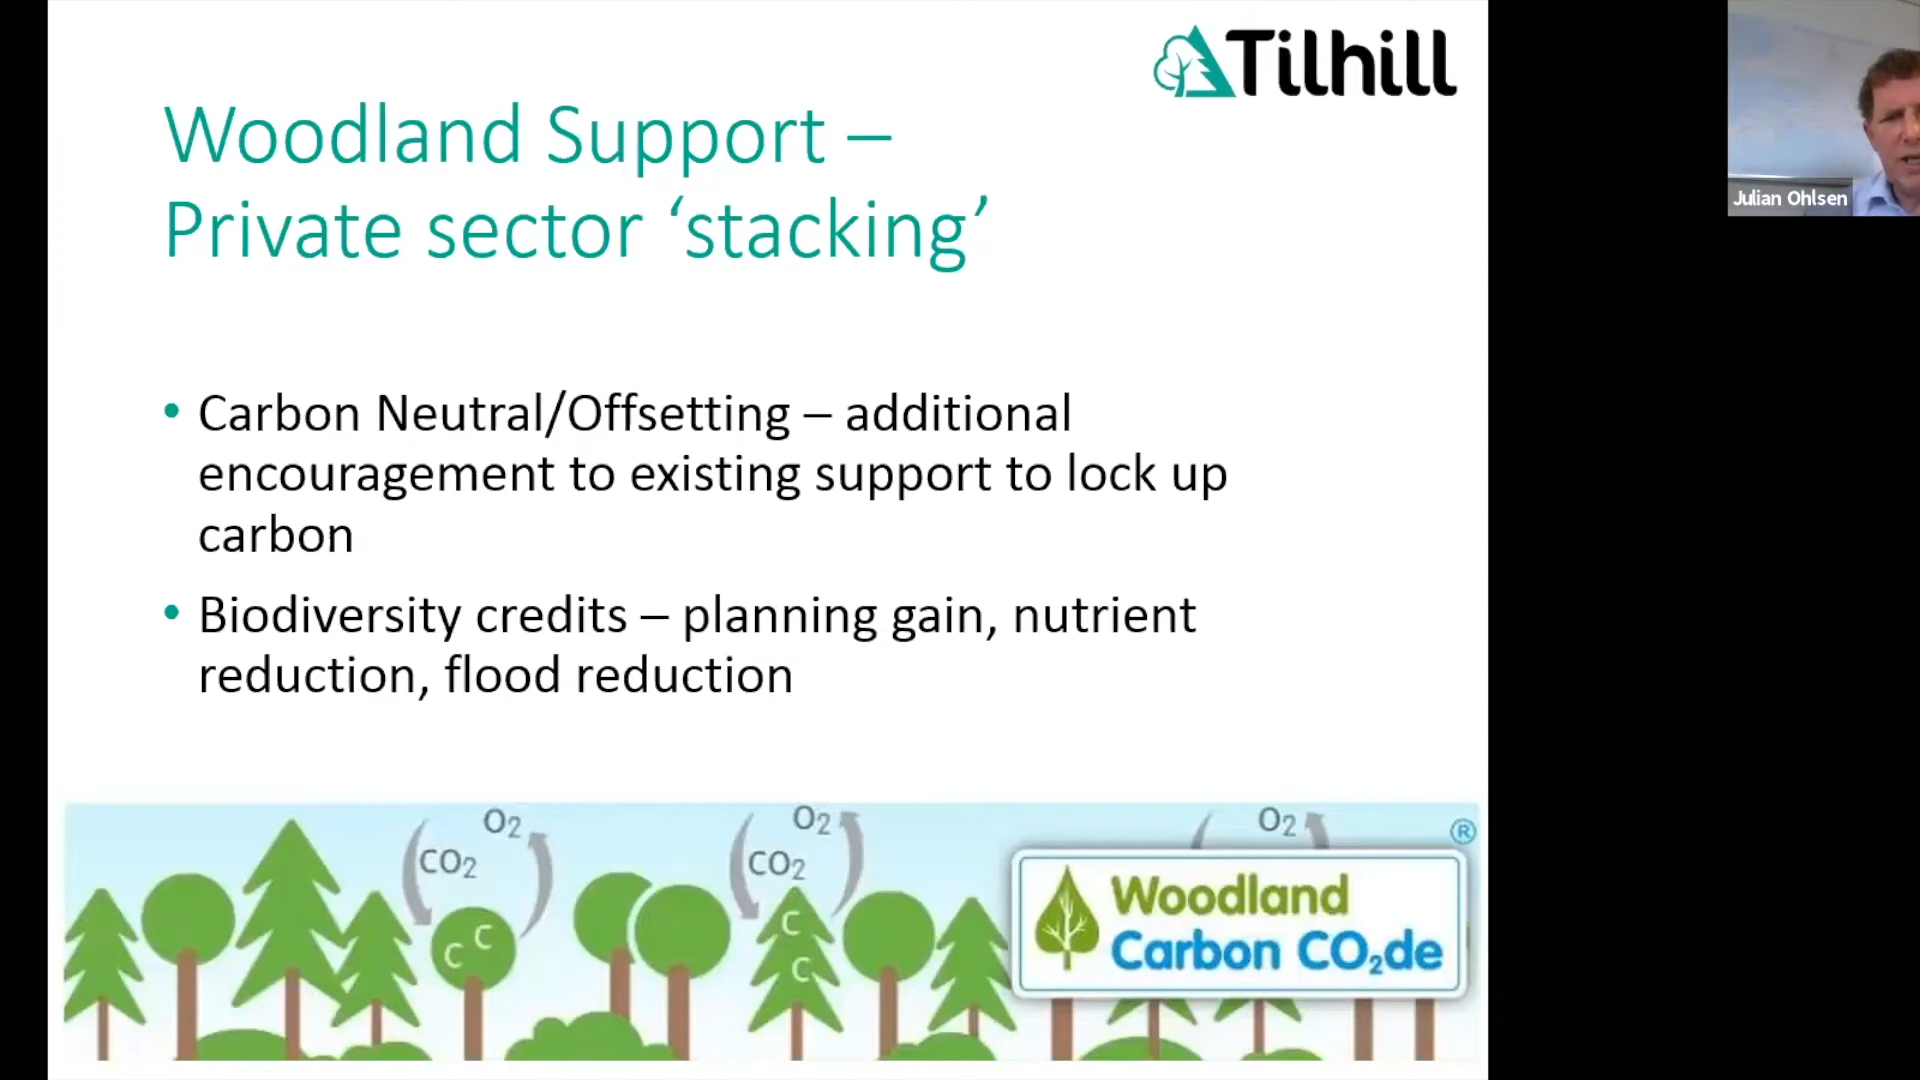 Tilhill
Woodland Support –
Private sector ‘stacking’
Julian Ohlsen
• Carbon Neutral/Offsetting – additional
encouragement to existing support to lock up
carbon
• Biodiversity credits – planning gain, nutrient
reduction, flood reduction
O2
CO2
C C
O2
CO2
C
C
O2
®
Woodland
Carbon CO2de